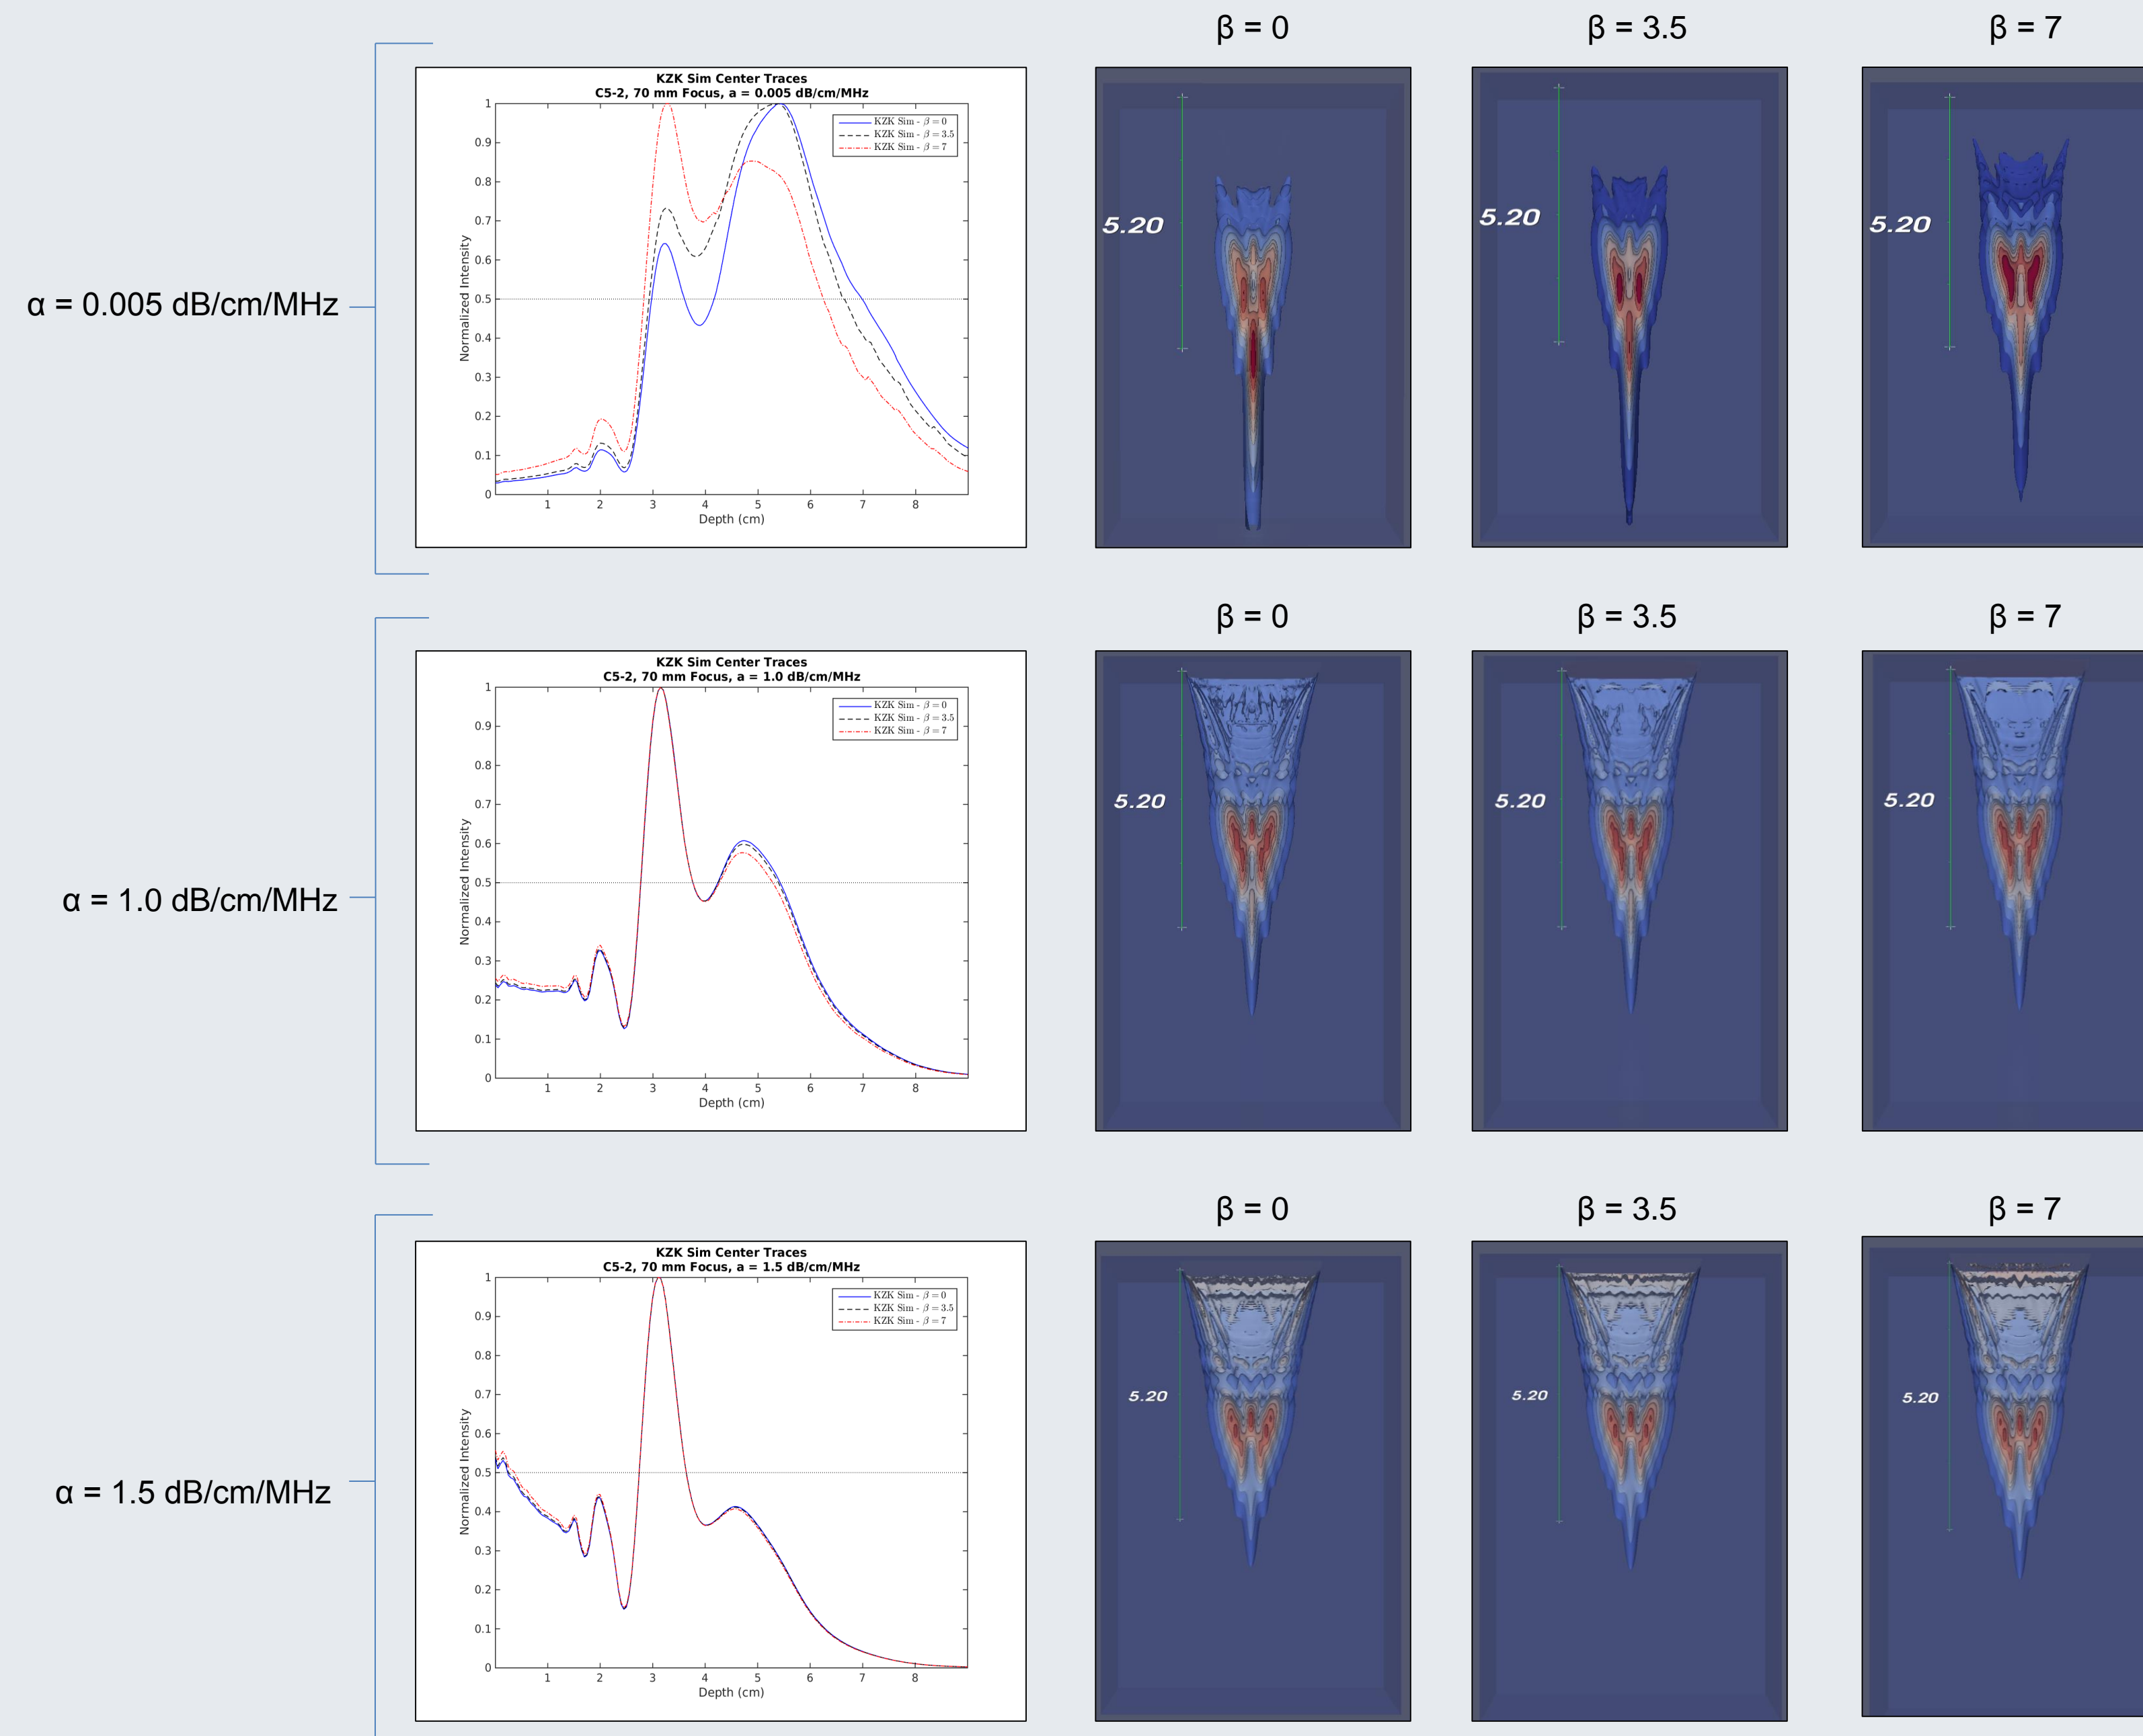 β = 0
β = 3.5
β = 7
α = 0.005 dB/cm/MHz
KZK Sim Center Traces
C5-2, 70 mm Focus, a = 0.005 dB/cm/MHz
KZK Sim - β = 0
KZK Sim - β = 3.5
KZK Sim - β = 7
Normalized Intensity
1
0.9
0.8
0.7
0.6
0.5
0.4
0.3
0.2
0.1
0
1 2 3 4 5 6 7 8
Depth (cm)
5.20
5.20
5.20
β = 0
β = 3.5
β = 7
α = 1.0 dB/cm/MHz
KZK Sim Center Traces
C5-2, 70 mm Focus, a = 1.0 dB/cm/MHz
KZK Sim - β = 0
KZK Sim - β = 3.5
KZK Sim - β = 7
Normalized Intensity
1
0.9
0.8
0.7
0.6
0.5
0.4
0.3
0.2
0.1
0
1 2 3 4 5 6 7 8
Depth (cm)
5.20
5.20
5.20
β = 0
β = 3.5
β = 7
α = 1.5 dB/cm/MHz
KZK Sim Center Traces
C5-2, 70 mm Focus, a = 1.5 dB/cm/MHz
KZK Sim - β = 0
KZK Sim - β = 3.5
KZK Sim - β = 7
Normalized Intensity
1
0.9
0.8
0.7
0.6
0.5
0.4
0.3
0.2
0.1
0
1 2 3 4 5 6 7 8
Depth (cm)
5.20
5.20
5.20